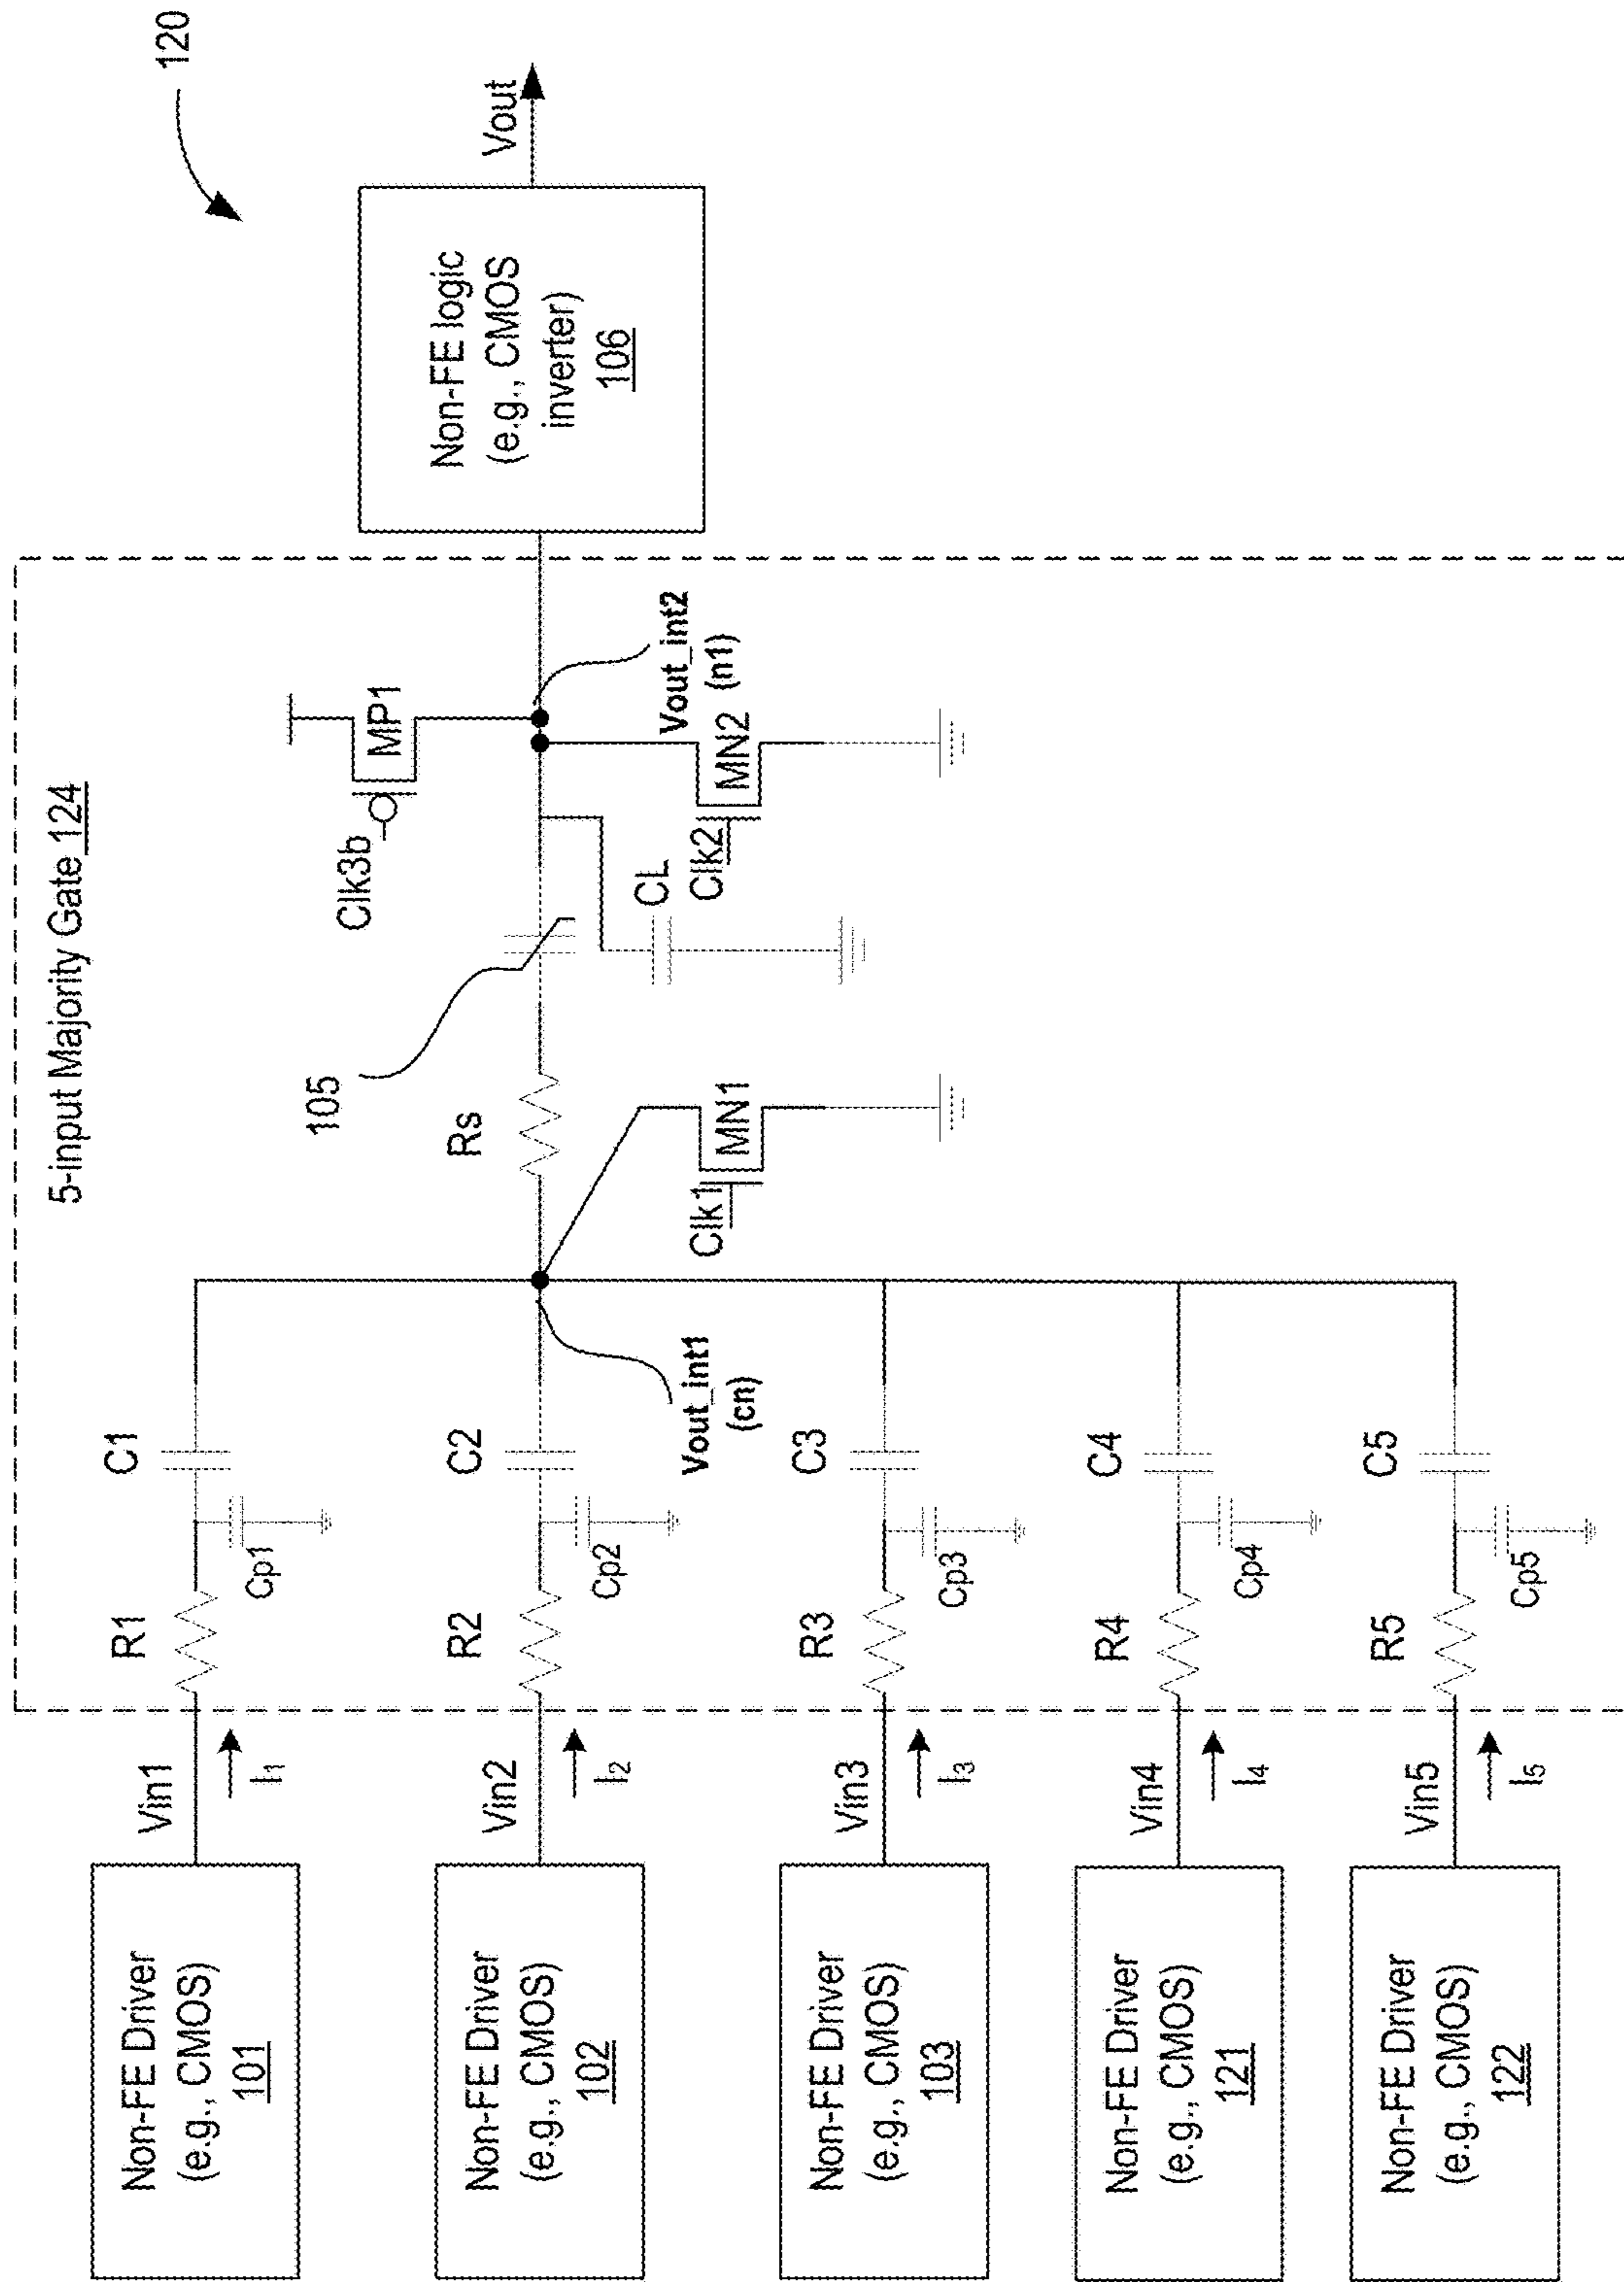 120
5-input Majority Gate 124
Non-FE Driver
(e.g., CMOS)
101
Vin1
I1
R1
Cp1
C1
Non-FE Driver
(e.g., CMOS)
102
Vin2
I2
R2
Cp2
C2
Vout_int1
(cn)
Non-FE Driver
(e.g., CMOS)
103
Vin3
I3
R3
Cp3
C3
Non-FE Driver
(e.g., CMOS)
121
Vin4
I4
R4
Cp4
C4
Non-FE Driver
(e.g., CMOS)
122
Vin5
I5
R5
Cp5
C5
Rs
105
Clk1
MN1
CL
Clk3b
MP1
Clk2
MN2
Vout_int2
(n1)
Non-FE logic
(e.g., CMOS
inverter)
106
Vout